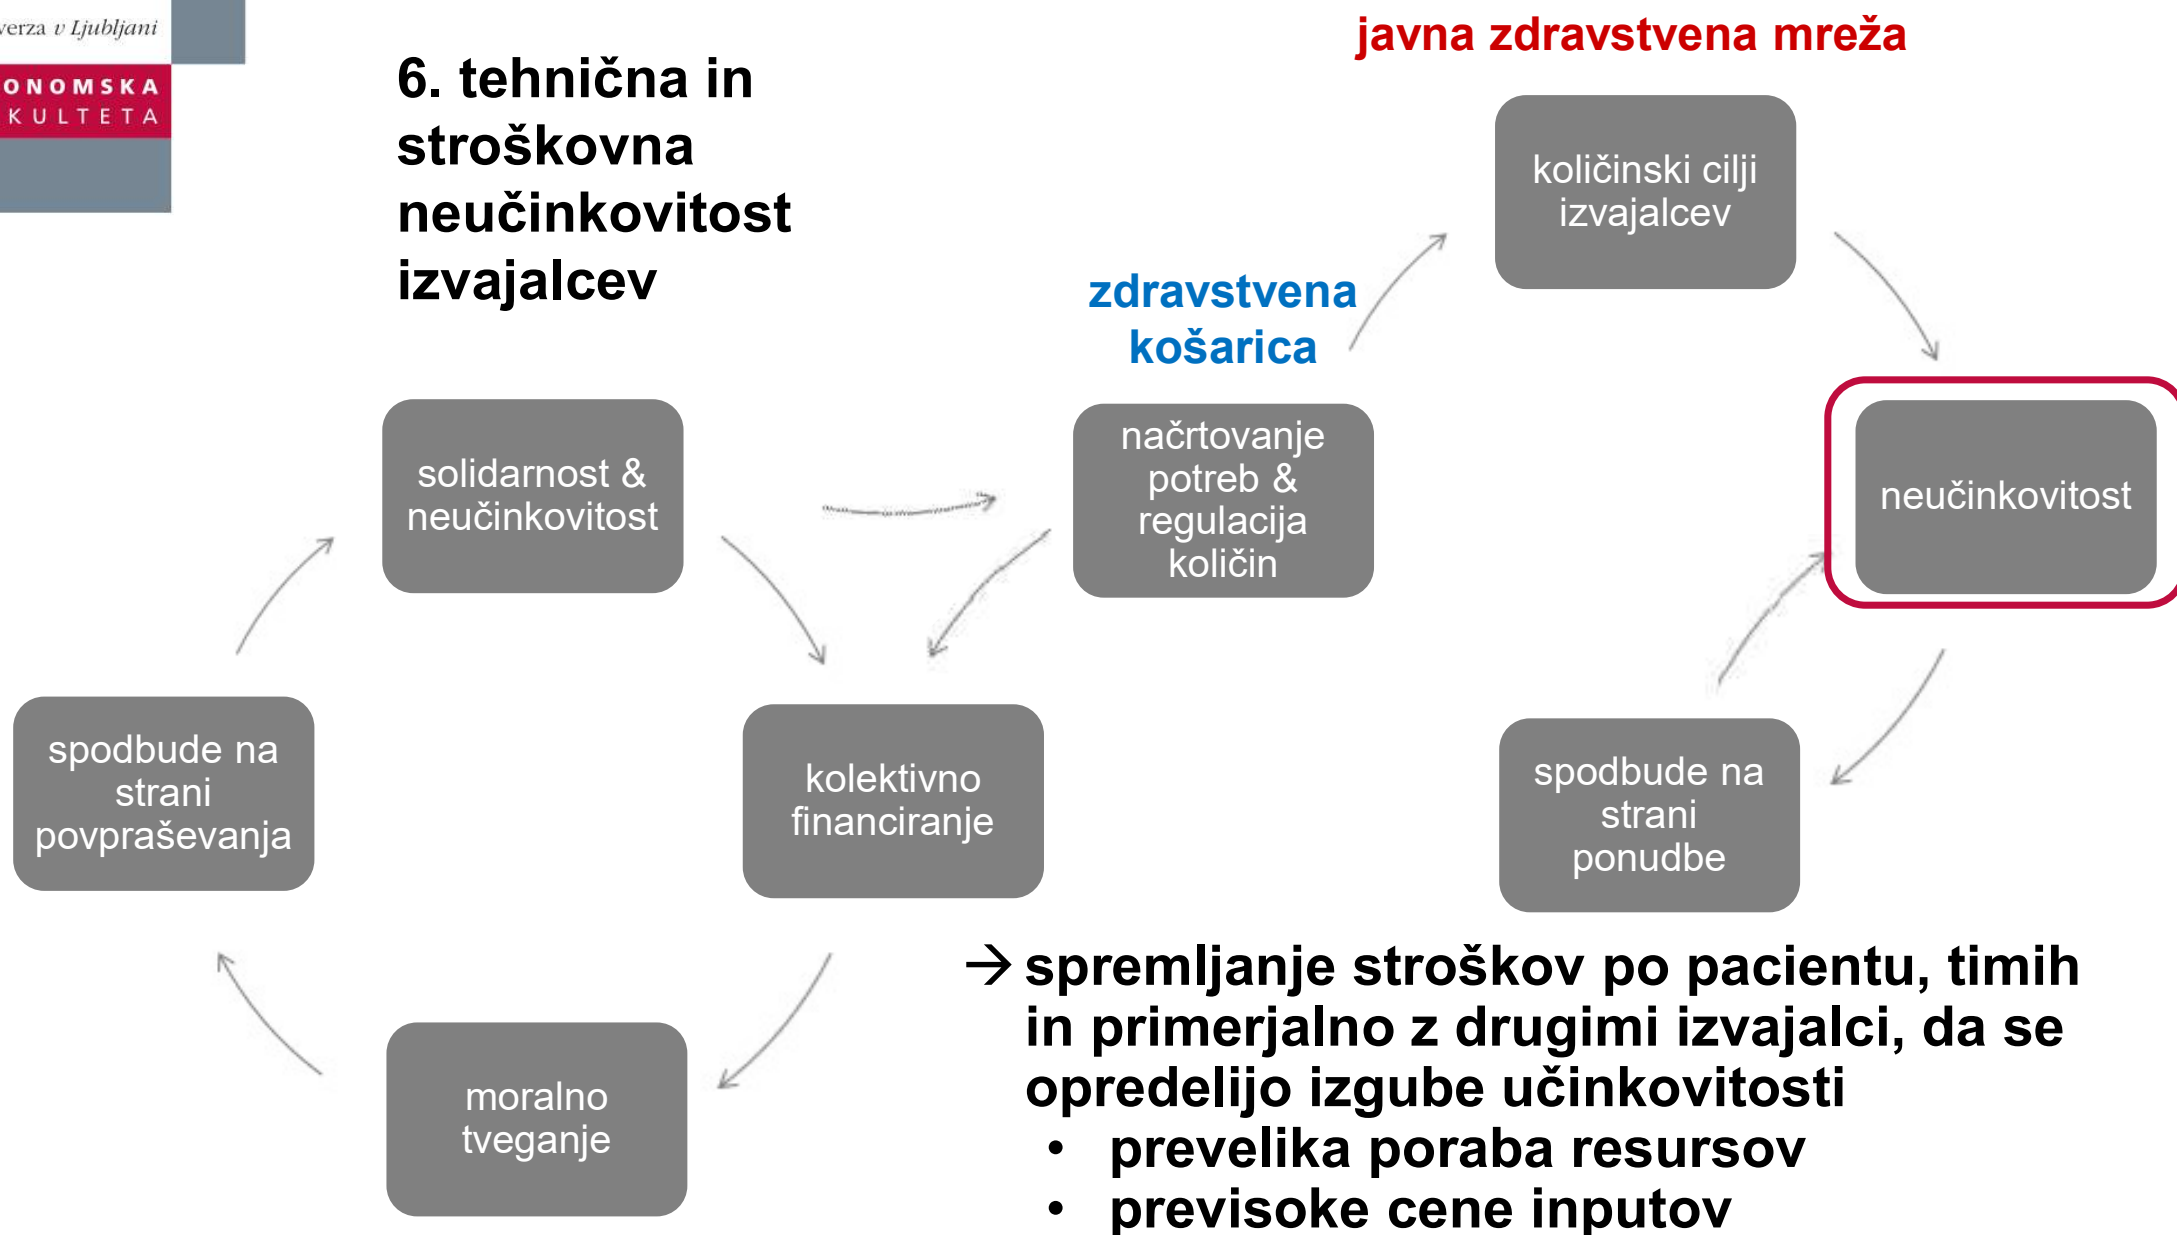 verza v Ljubljani
ONOMSKA
KULTETA
6. tehnična in
stroškovna
neučinkovitost
izvajalcev
javna zdravstvena mreža
količinski cilji
izvajalcev
zdravstvena
košarica
solidarnost &
neučinkovitost
načrtovanje
potreb &
regulacija
količin
neučinkovitost
spodbude na
strani
povpraševanja
kolektivno
financiranje
spodbude na
strani
ponudbe
moralno
tveganje
→ spremljanje stroškov po pacientu, timih
in primerjalno z drugimi izvajalci, da se
opredelijo izgube učinkovitosti
• prevelika poraba resursov
• previsoke cene inputov